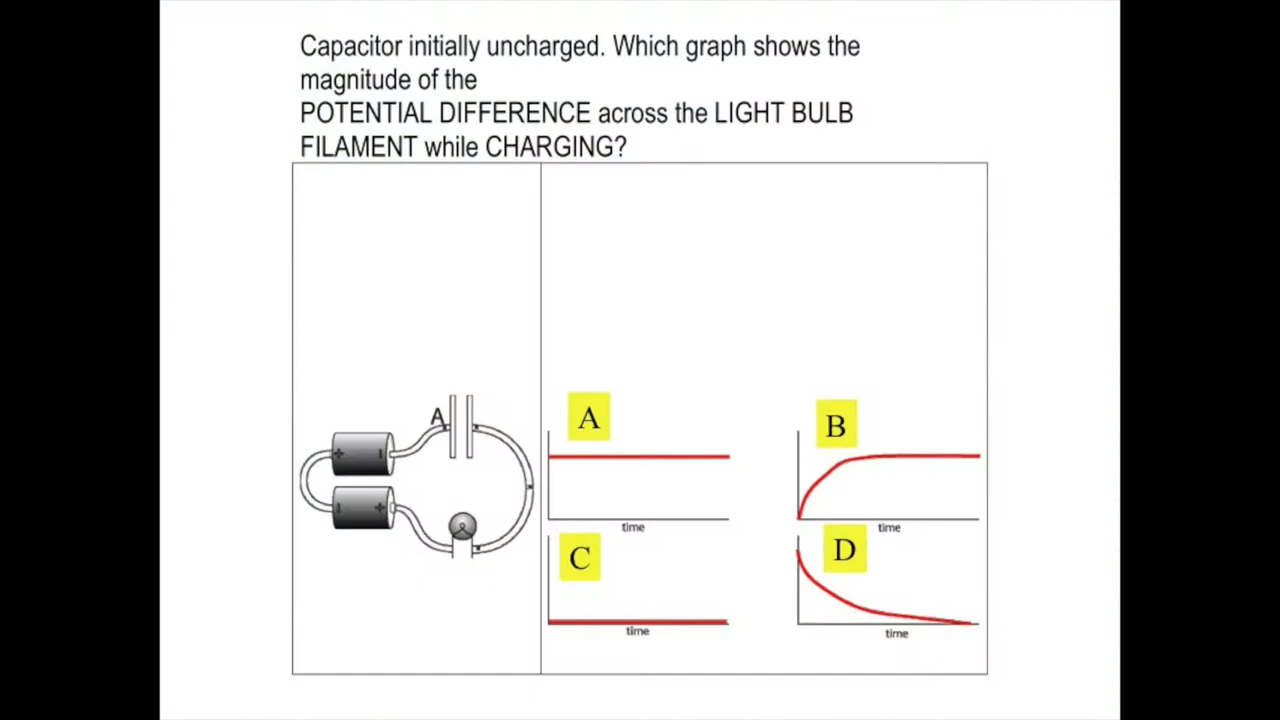 Capacitor initially uncharged. Which graph shows the
magnitude of the
POTENTIAL DIFFERENCE across the LIGHT BULB
FILAMENT while CHARGING?
A
+
-
-
+
A
time
B
time
C
time
D
time